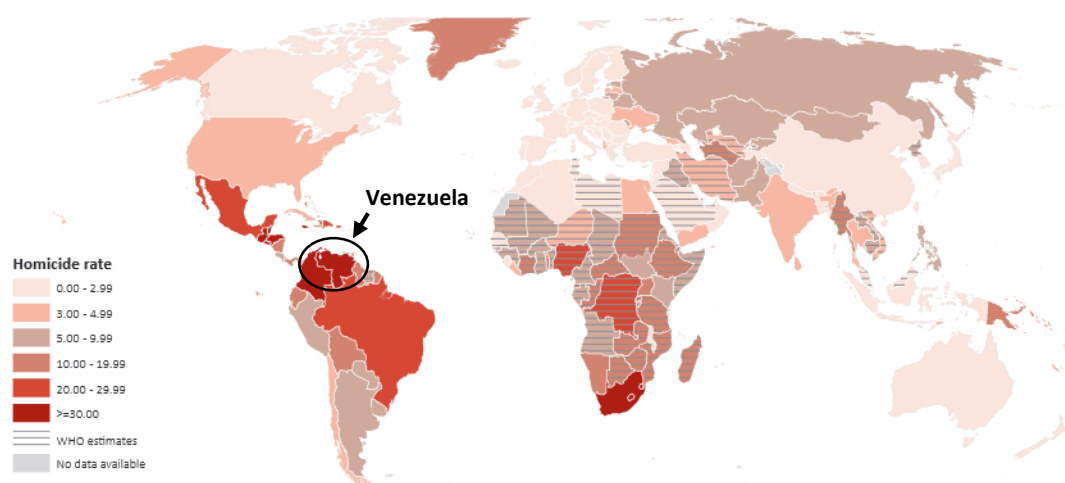 Venezuela
Homicide rate
0.00 - 2.99
3.00 - 4.99
5.00 - 9.99
10.00 - 19.99
20.00 - 29.99
>=30.00
WHO estimates
No data available